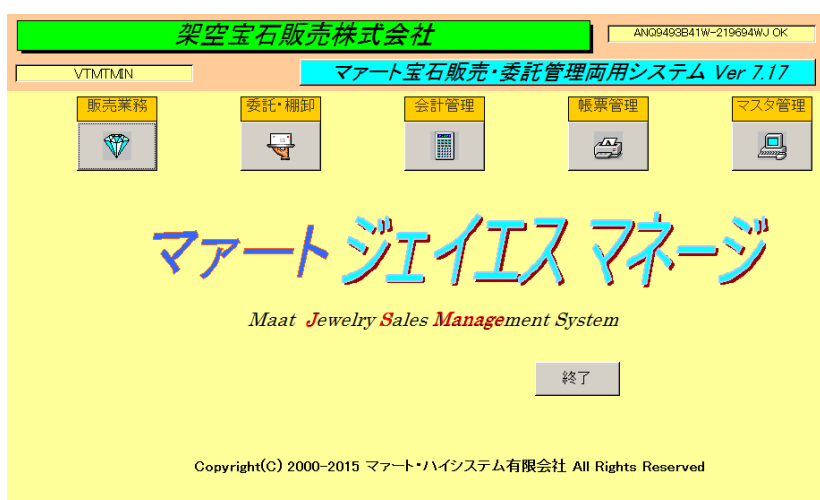 架空宝石販売株式会社
ANQ9493B41W-219694WJ OK
VTMTMIN
マァート宝石販売・委託管理両用システム Ver 7.17
販売業務 委託・棚卸 会計管理 帳票管理 マスタ管理
マァート ジェイエス マネージ
Maat Jewelry Sales Management System
終了
Copyright(C) 2000-2015 マァート・ハイシステム有限会社 All Rights Reserved